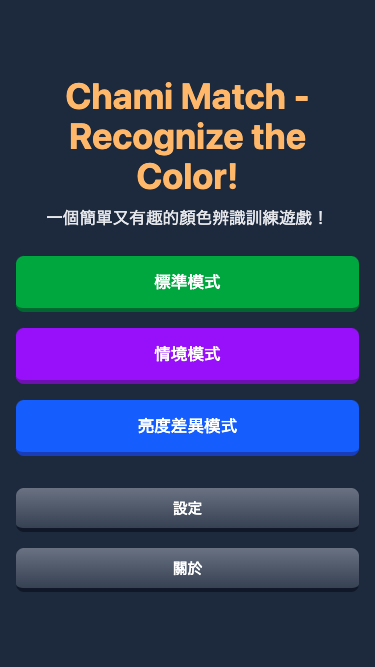 Chami Match -
Recognize the
Color!
一個簡單又有趣的顏色辨識訓練遊戲！
標準模式
情境模式
亮度差異模式
設定
關於